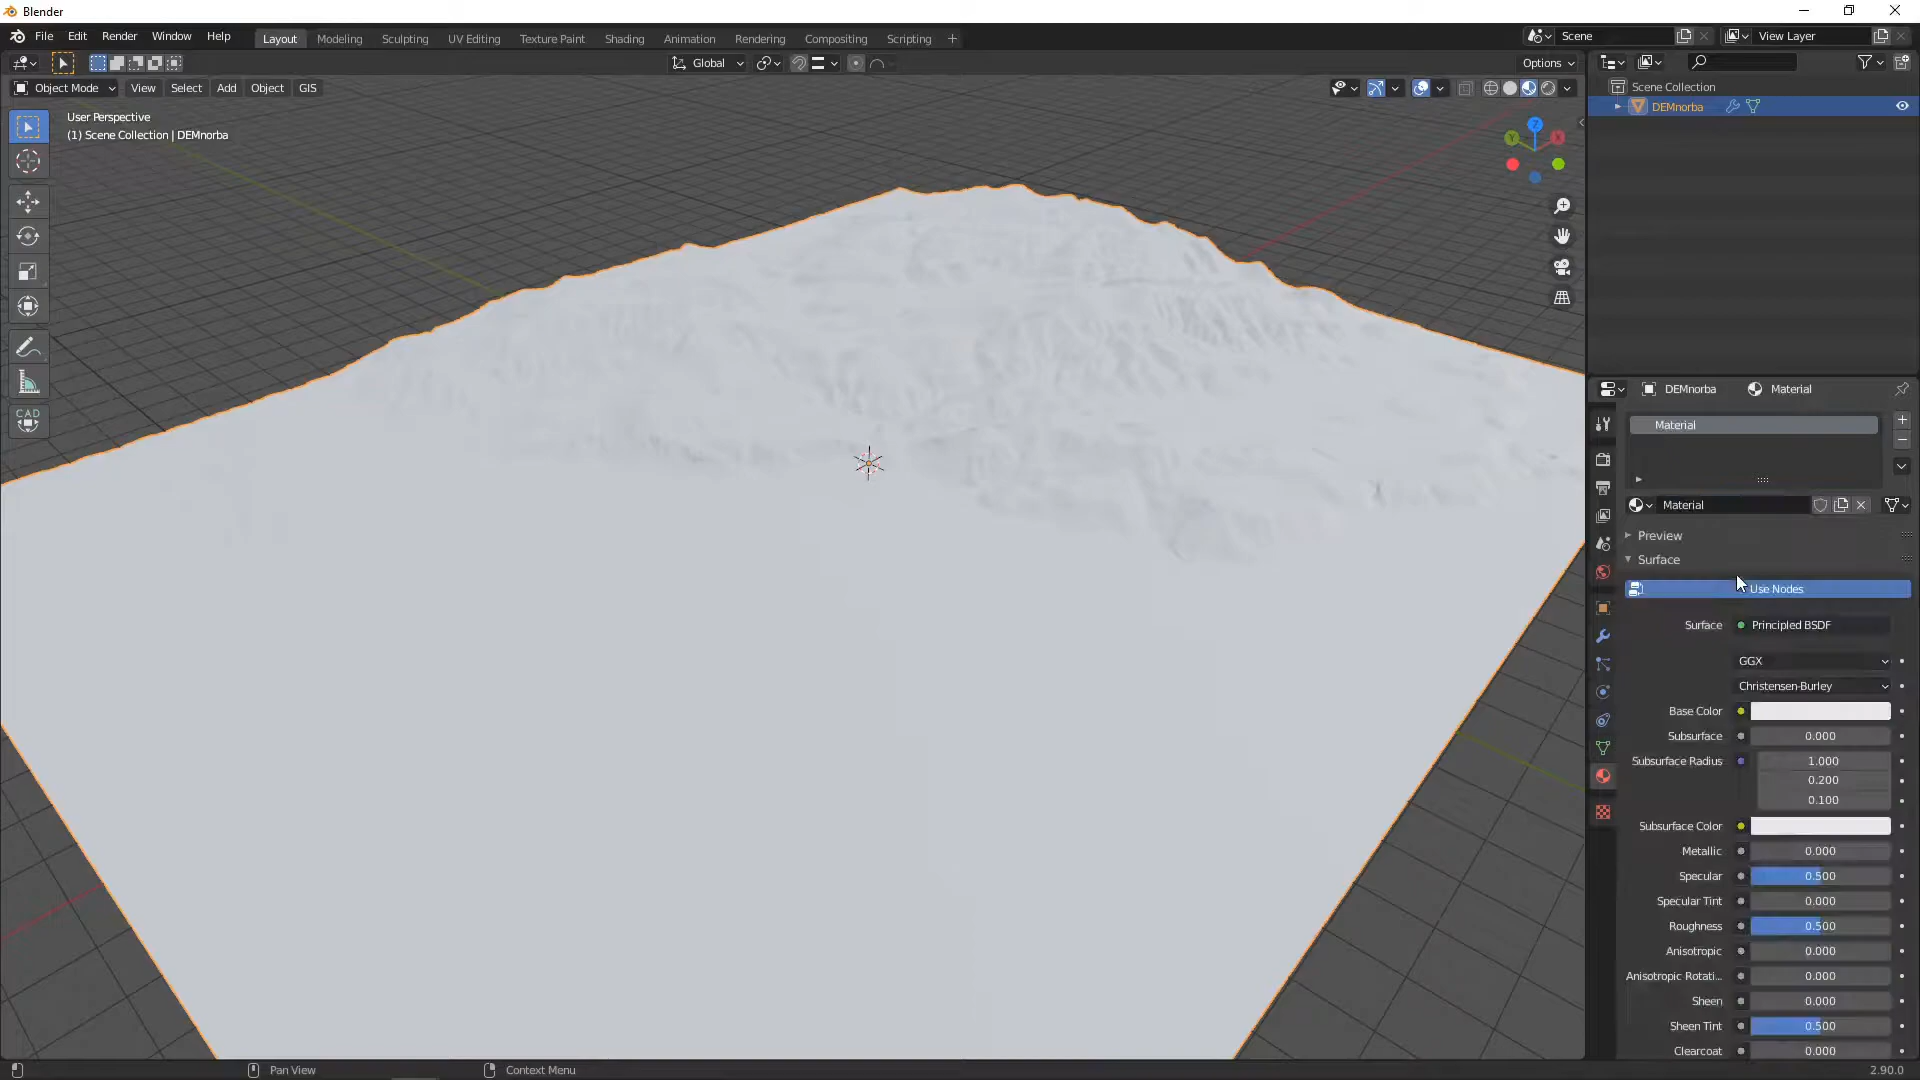 Blender
File Edit Render Window Help
Layout Modeling Sculpting UV Editing Texture Paint Shading Animation Rendering Compositing Scripting +
Scene
View Layer
Global
Options
Object Mode View Select Add Object GIS
User Perspective
(1) Scene Collection | DEMnorba
Z
Y
X
CAD
Scene Collection
DEMnorba
DEMnorba Material
Material
Material
Preview
Surface
Use Nodes
Surface Principled BSDF
GGX
Christensen-Burley
Base Color
Subsurface 0.000
Subsurface Radius 1.000
0.200
0.100
Subsurface Color
Metallic 0.000
Specular 0.500
Specular Tint 0.000
Roughness 0.500
Anisotropic 0.000
Anisotropic Rotati... 0.000
Sheen 0.000
Sheen Tint 0.500
Clearcoat 0.000
Pan View
Context Menu
2.90.0